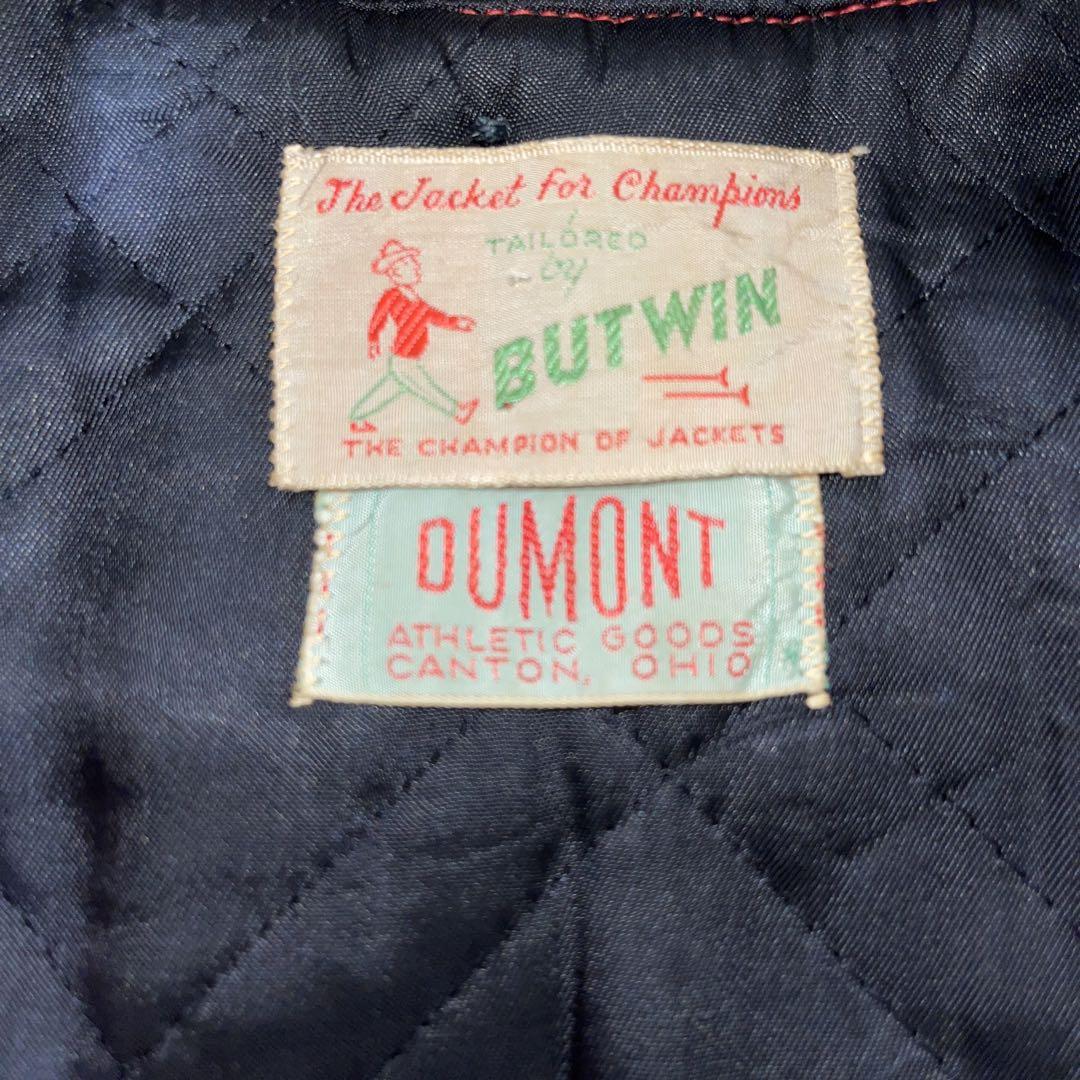 The Jacket for Champions
TAILORED
by
BUTWIN
THE CHAMPION OF JACKETS
DUMONT
ATHLETIC GOODS
CANTON, OHIO